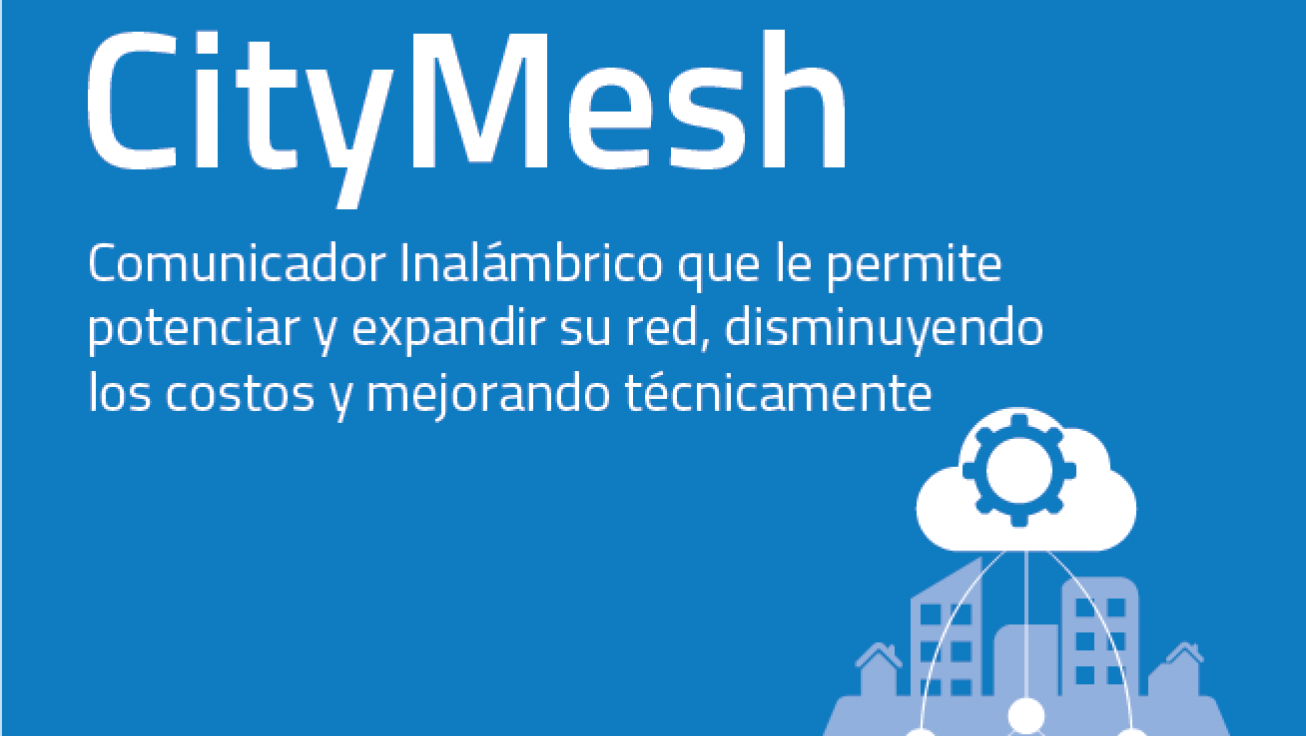 CityMesh
Comunicador Inalámbrico que le permite
potenciar y expandir su red, disminuyendo
los costos y mejorando técnicamente